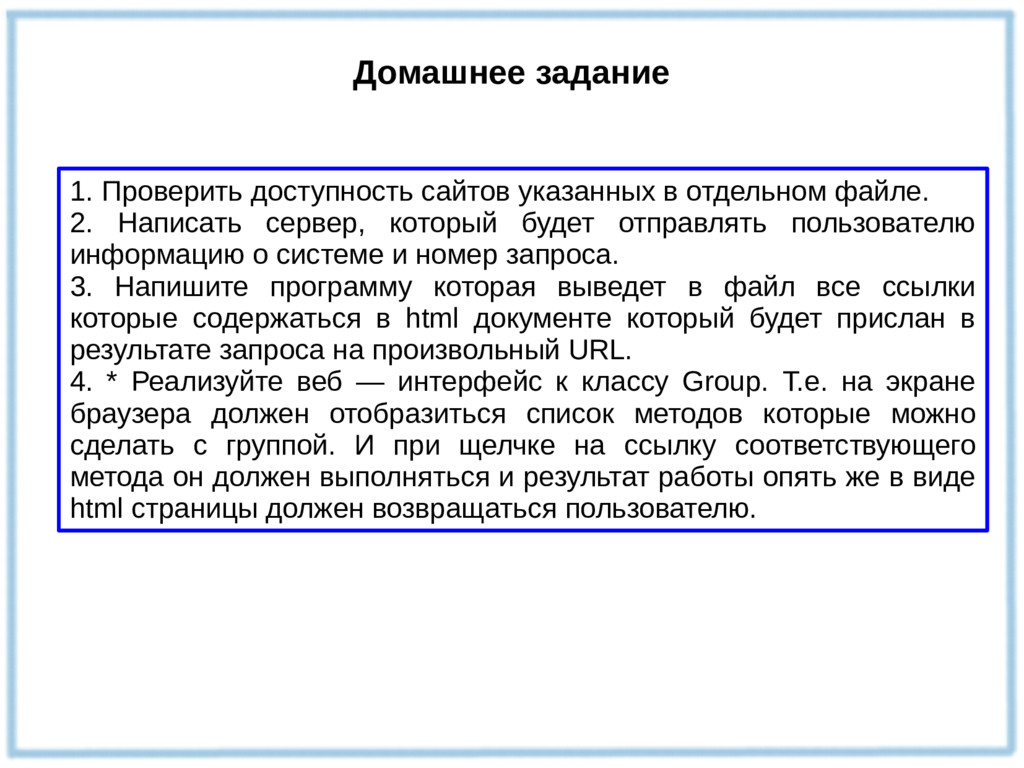 Домашнее задание
1. Проверить доступность сайтов указанных в отдельном файле.
2. Написать сервер, который будет отправлять пользователю
информацию о системе и номер запроса.
3. Напишите программу которая выведет в файл все ссылки
которые содержаться в html документе который будет прислан в
результате запроса на произвольный URL.
4. * Реализуйте веб — интерфейс к классу Group. Т.е. на экране
браузера должен отобразиться список методов которые можно
сделать с группой. И при щелчке на ссылку соответствующего
метода он должен выполняться и результат работы опять же в виде
html страницы должен возвращаться пользователю.